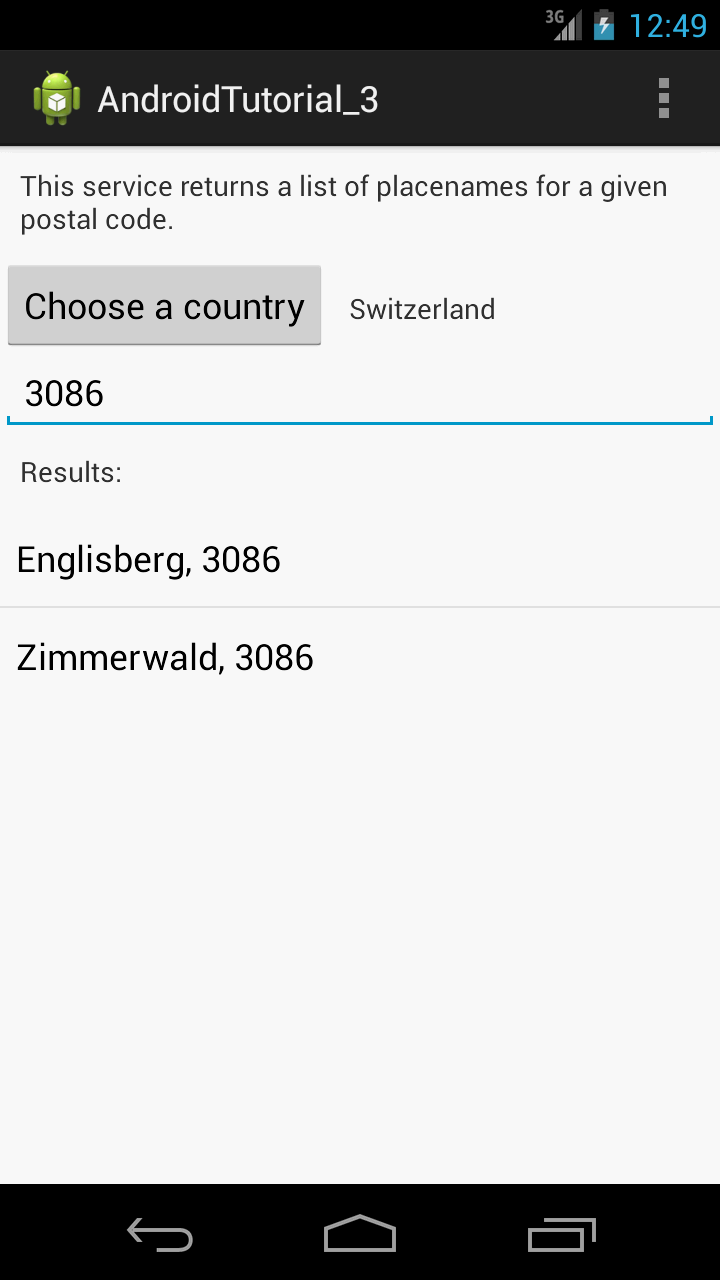 3G 12:49
AndroidTutorial_3
This service returns a list of placenames for a given
postal code.
Choose a country Switzerland
3086
Results:
Englisberg, 3086
Zimmerwald, 3086